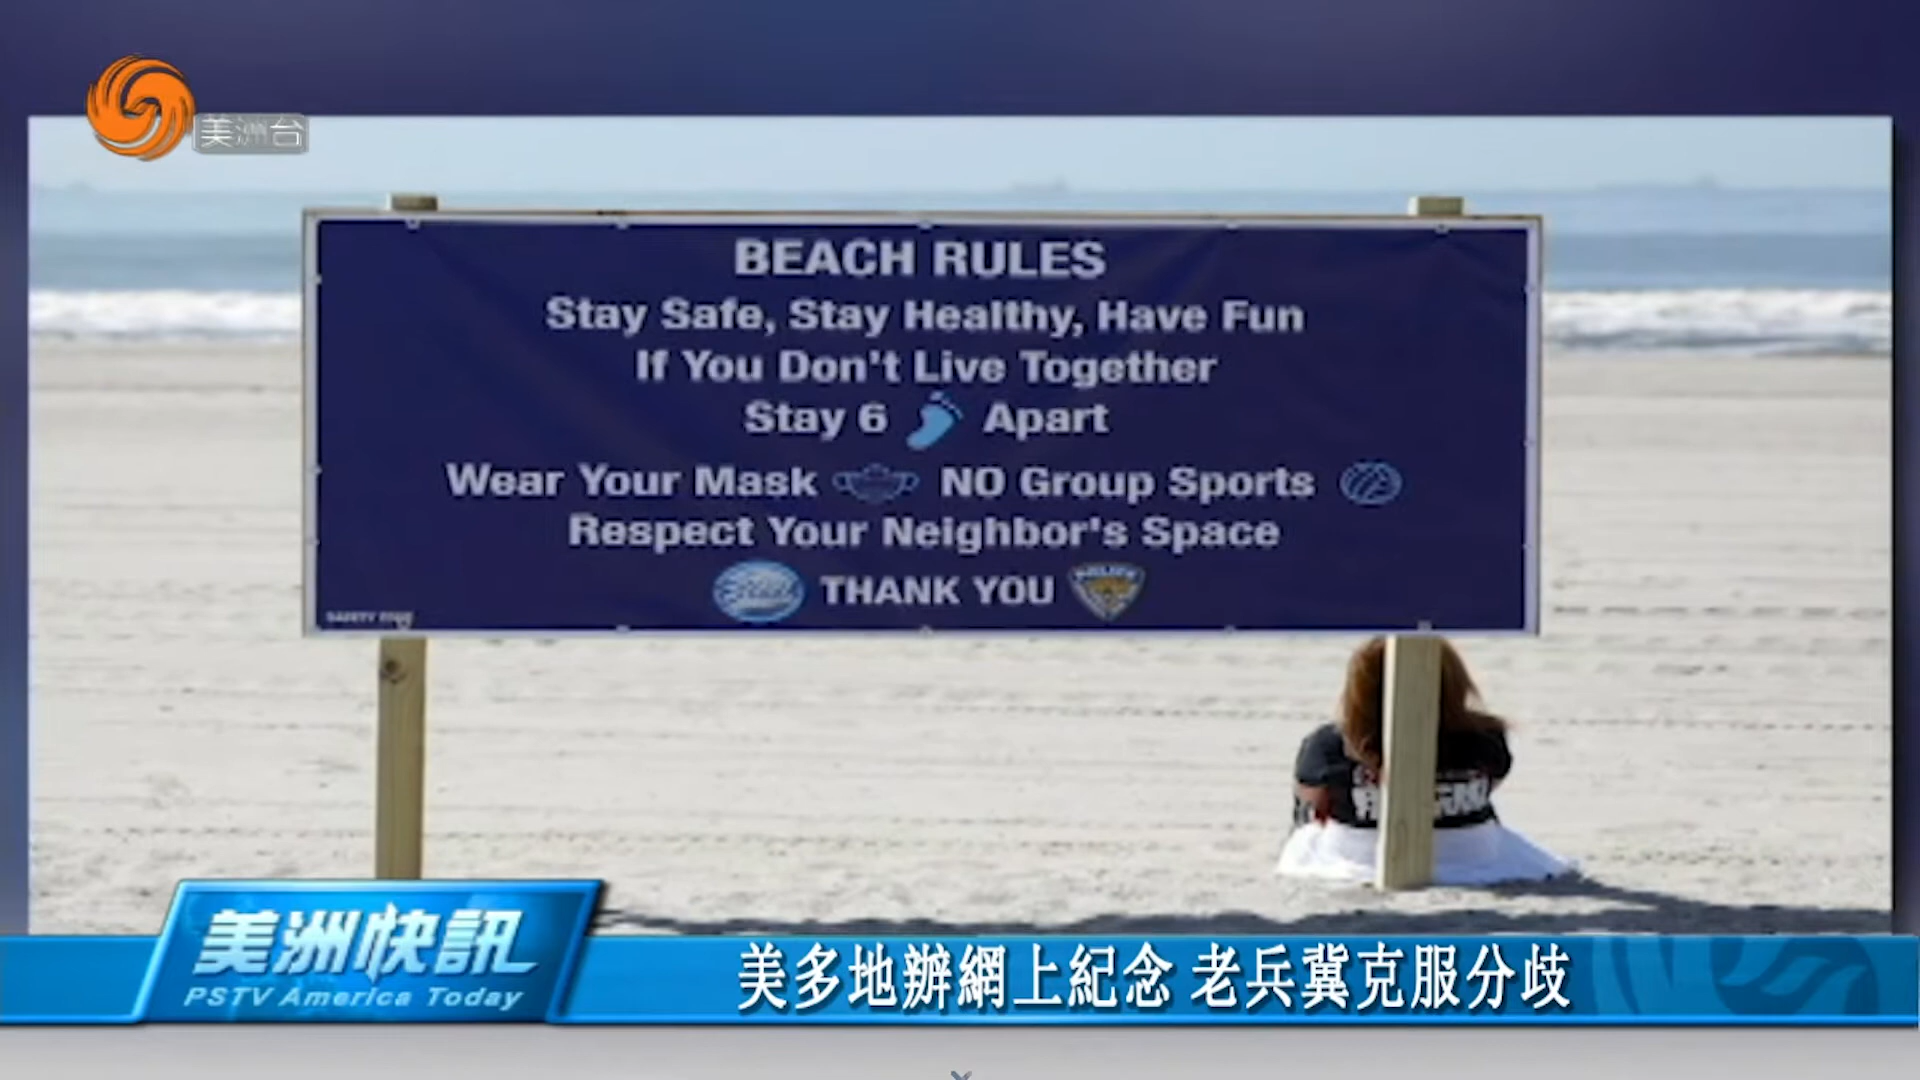 美洲台
BEACH RULES
Stay Safe, Stay Healthy, Have Fun
If You Don't Live Together
Stay 6 Apart
Wear Your Mask NO Group Sports
Respect Your Neighbor's Space
THANK YOU
POLICE
美洲快訊
PSTV America Today
美多地辦網上紀念 老兵冀克服分歧